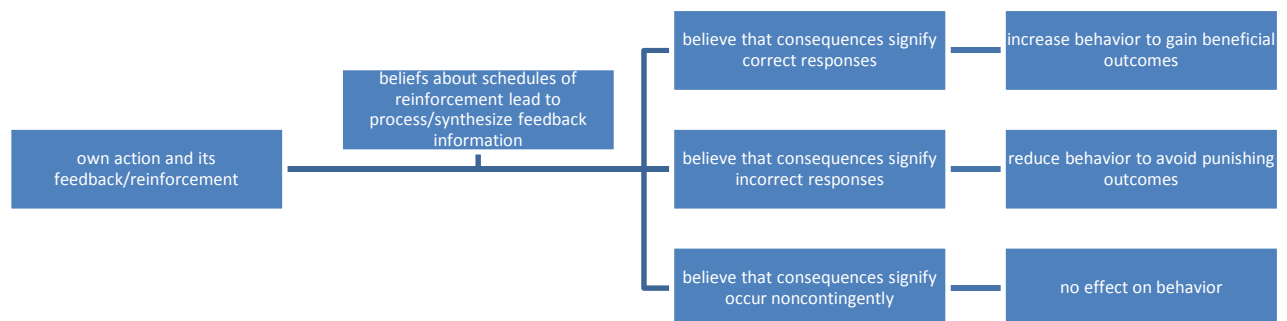 own action and its
feedback/reinforcement
beliefs about schedules of
reinforcement lead to
process/synthesize feedback
information
believe that consequences signify
correct responses
increase behavior to gain beneficial
outcomes
believe that consequences signify
incorrect responses
reduce behavior to avoid punishing
outcomes
believe that consequences signify
occur noncontingently
no effect on behavior